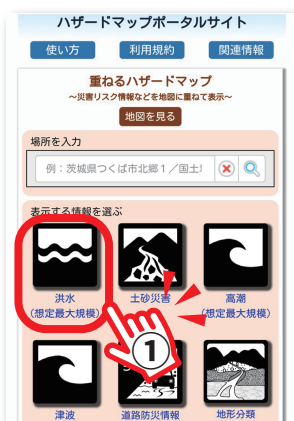 ハザードマップポータルサイト
使い方 利用規約 関連情報
重ねるハザードマップ
~災害リスク情報などを地図に重ねて表示~
地図を見る
場所を入力
例:茨城県つくば市北郷1/国土地
表示する情報を選ぶ
洪水
(想定最大規模)
土砂災害
高潮
(想定最大規模)
①
津波
道路防災情報
地形分類